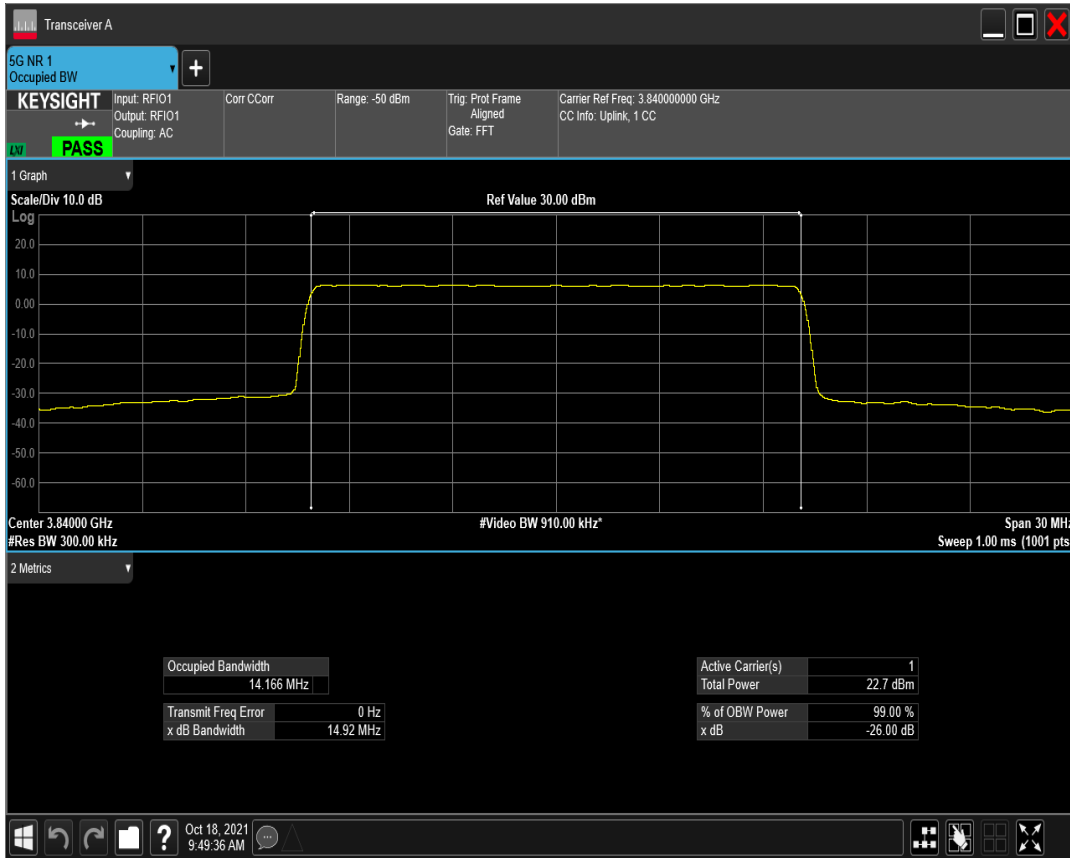 Transceiver A
5G NR 1
Occupied BW
KEYSIGHT
LXI
PASS
Input: RFIO1
Output: RFIO1
Coupling: AC
Corr CCorr
Range: -50 dBm
Trig: Prot Frame
Aligned
Gate: FFT
Carrier Ref Freq: 3.840000000 GHz
CC Info: Uplink, 1 CC
1 Graph
Scale/Div 10.0 dB
Ref Value 30.00 dBm
Log
20.0
10.0
0.00
-10.0
-20.0
-30.0
-40.0
-50.0
-60.0
Center 3.84000 GHz
#Video BW 910.00 kHz*
Span 30 MHz
#Res BW 300.00 kHz
Sweep 1.00 ms (1001 pts
2 Metrics
Occupied Bandwidth
14.166 MHz
Transmit Freq Error 0 Hz
x dB Bandwidth 14.92 MHz
Active Carrier(s) 1
Total Power 22.7 dBm
% of OBW Power 99.00 %
x dB -26.00 dB
Oct 18, 2021
9:49:36 AM